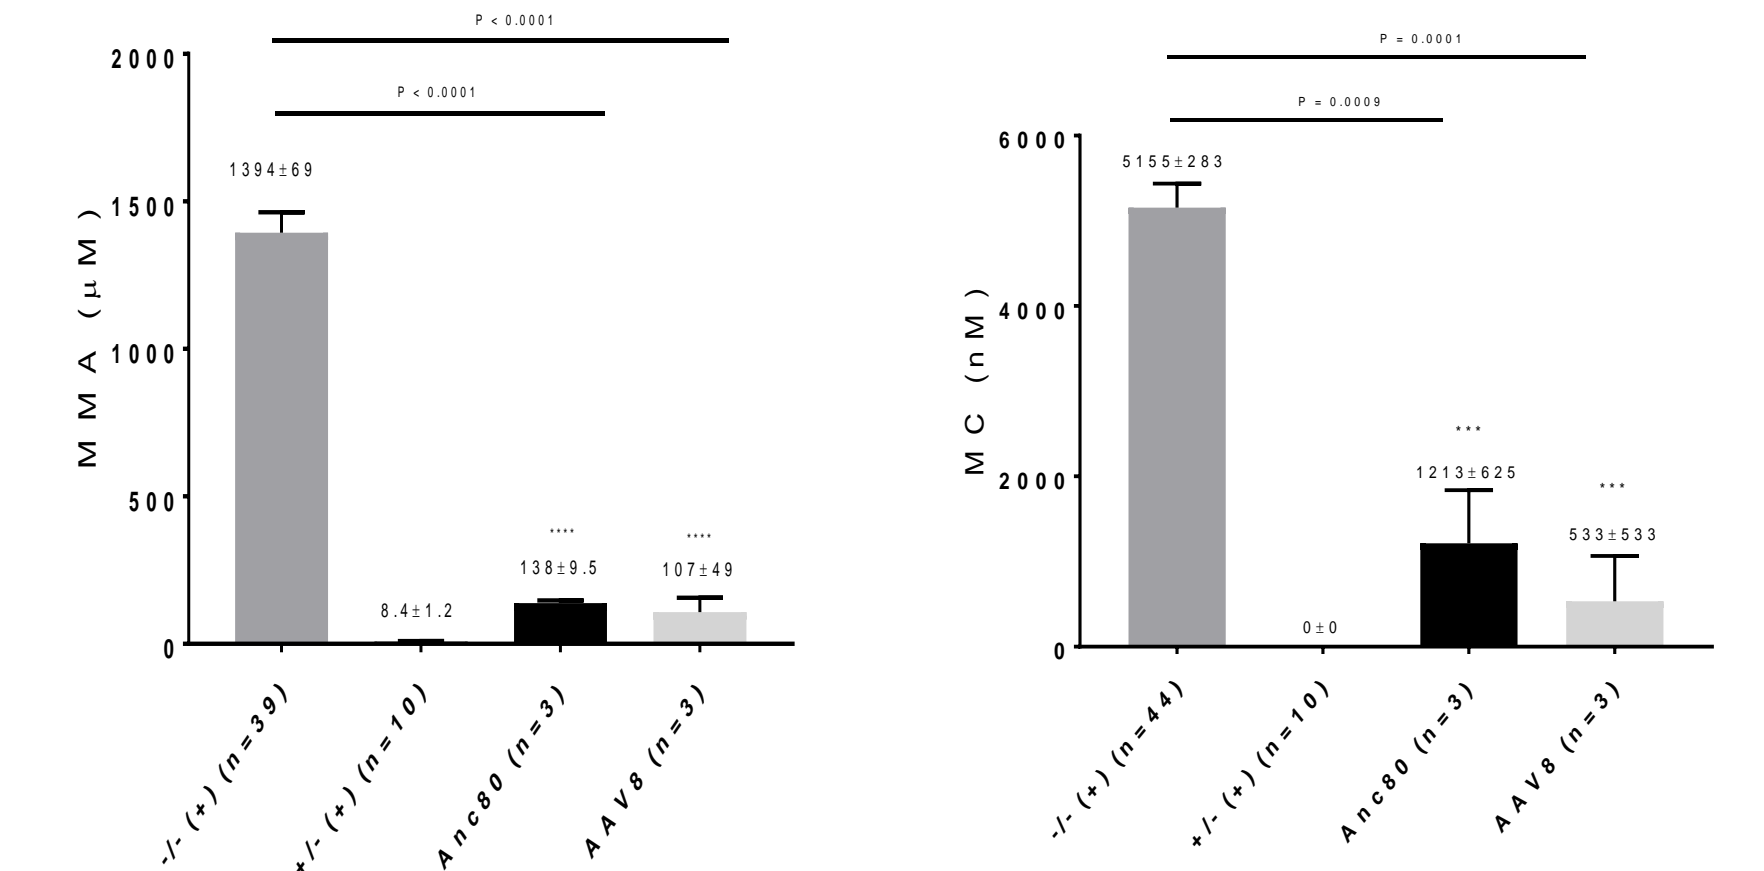 P < 0.0001
P < 0.0001
2000
1500
1000
500
0
MMA (μM)
1394±69
8.4±1.2
****
138±9.5
****
107±49
-/- (+) (n=39)
+/- (+) (n=10)
Anc80 (n=3)
AAV8 (n=3)
P = 0.0001
P = 0.0009
6000
4000
2000
0
MC (nM)
5155±283
0±0
***
1213±625
***
533±533
-/- (+) (n=44)
+/- (+) (n=10)
Anc80 (n=3)
AAV8 (n=3)